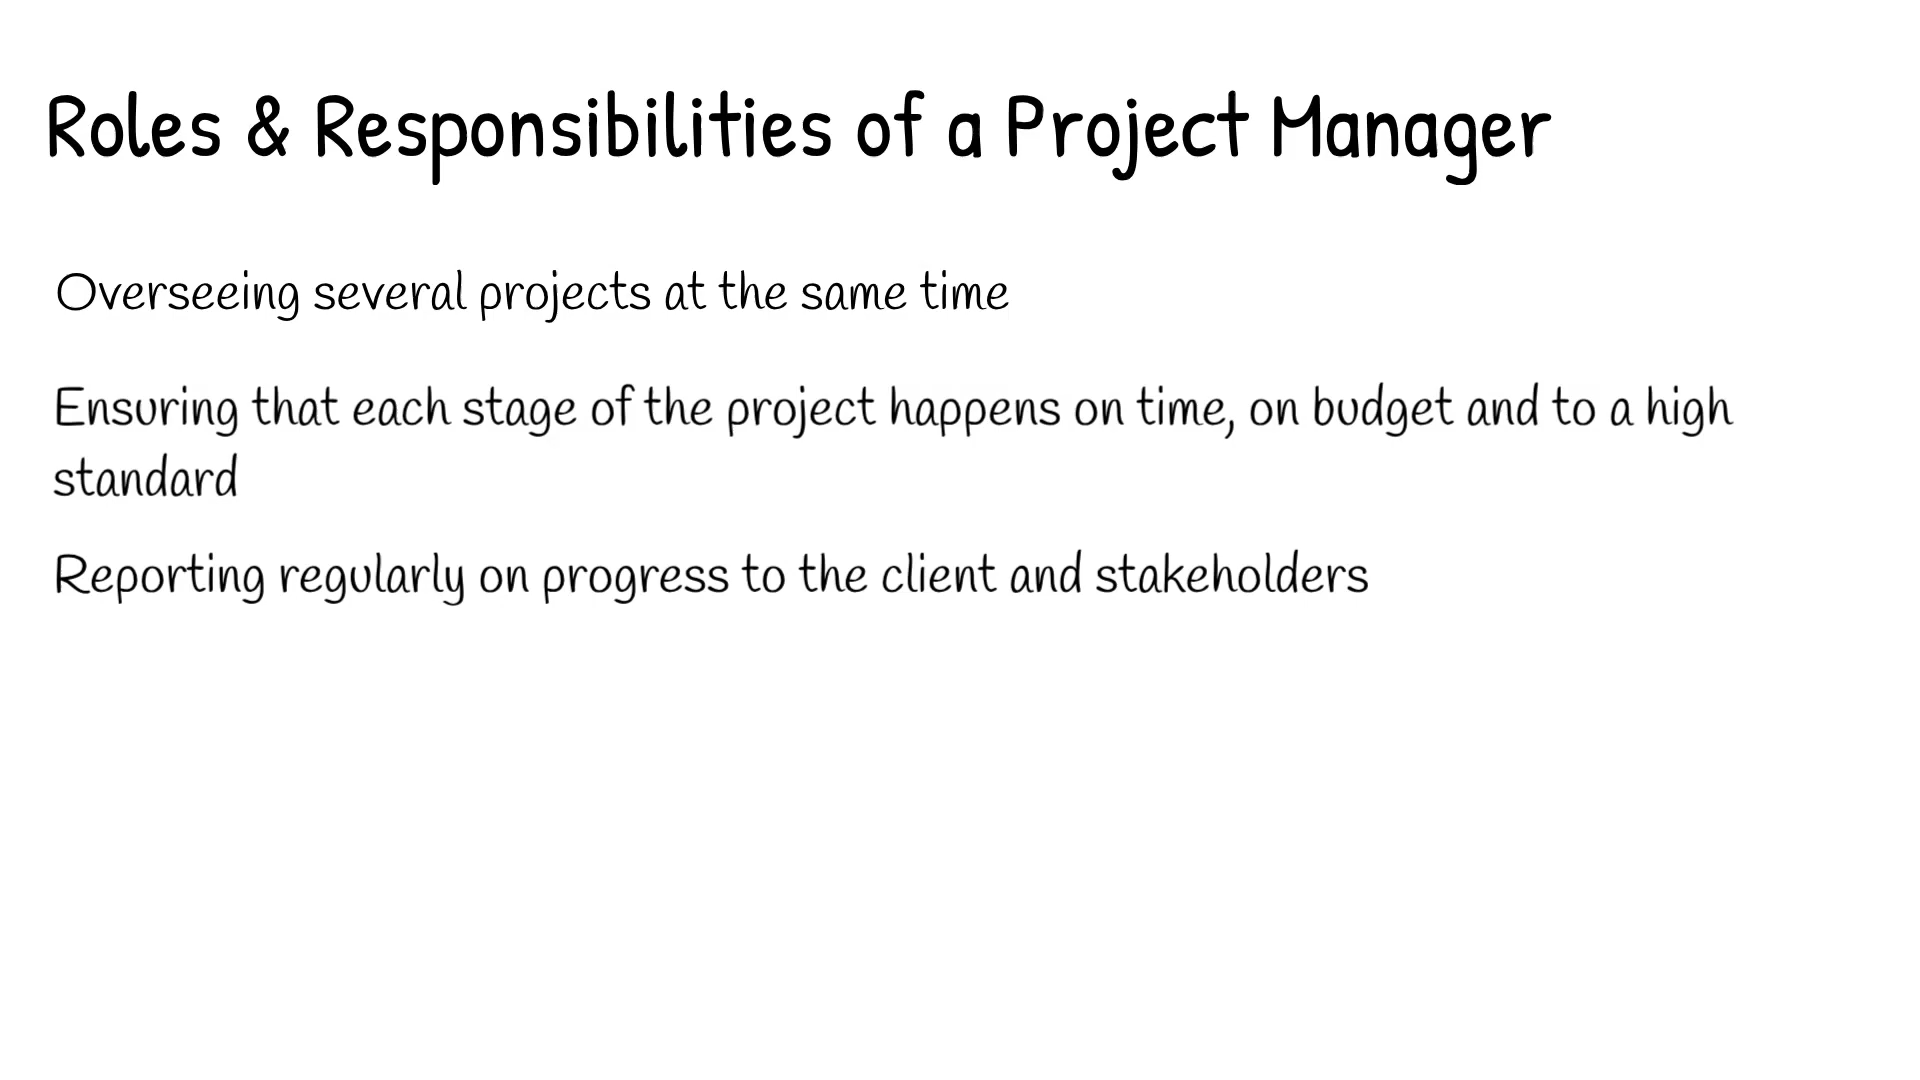 Roles & Responsibilities of a Project Manager
Overseeing several projects at the same time
Ensuring that each stage of the project happens on time, on budget and to a high
standard
Reporting regularly on progress to the client and stakeholders